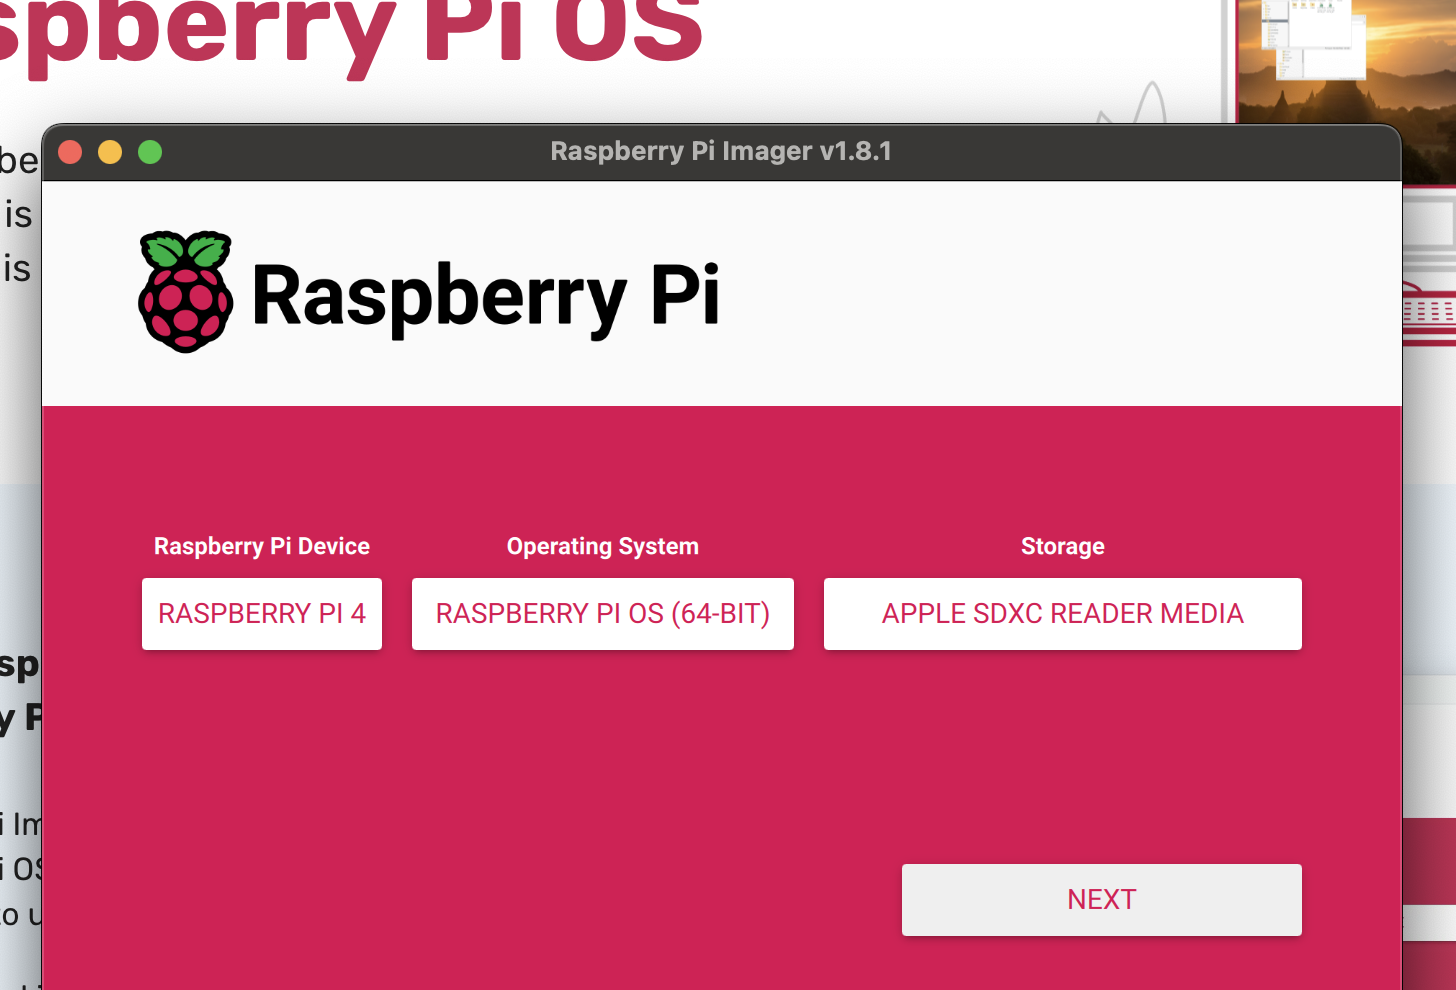 spberry Pi OS
be
is
is
Raspberry Pi Imager v1.8.1
Raspberry Pi
Raspberry Pi Device
Operating System
Storage
RASPBERRY PI 4
RASPBERRY PI OS (64-BIT)
APPLE SDXC READER MEDIA
sp
y P
i Im
i OS
to u
NEXT